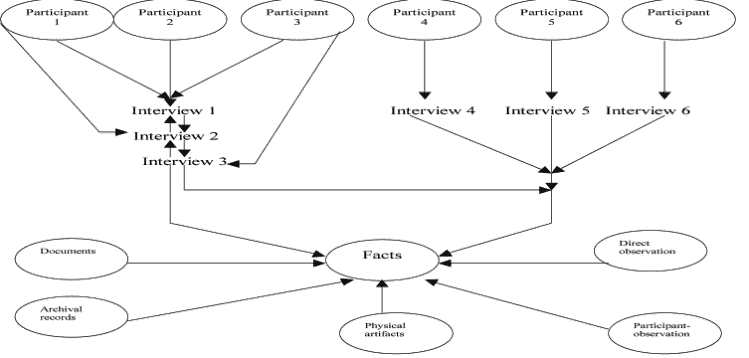 Participant
1
Participant
2
Participant
3
Participant
4
Participant
5
Participant
6
Interview 1
Interview 4
Interview 5
Interview 6
Interview 2
Interview 3
Documents
Facts
Direct
observation
Archival
records
Physical
artifacts
Participant-
observation